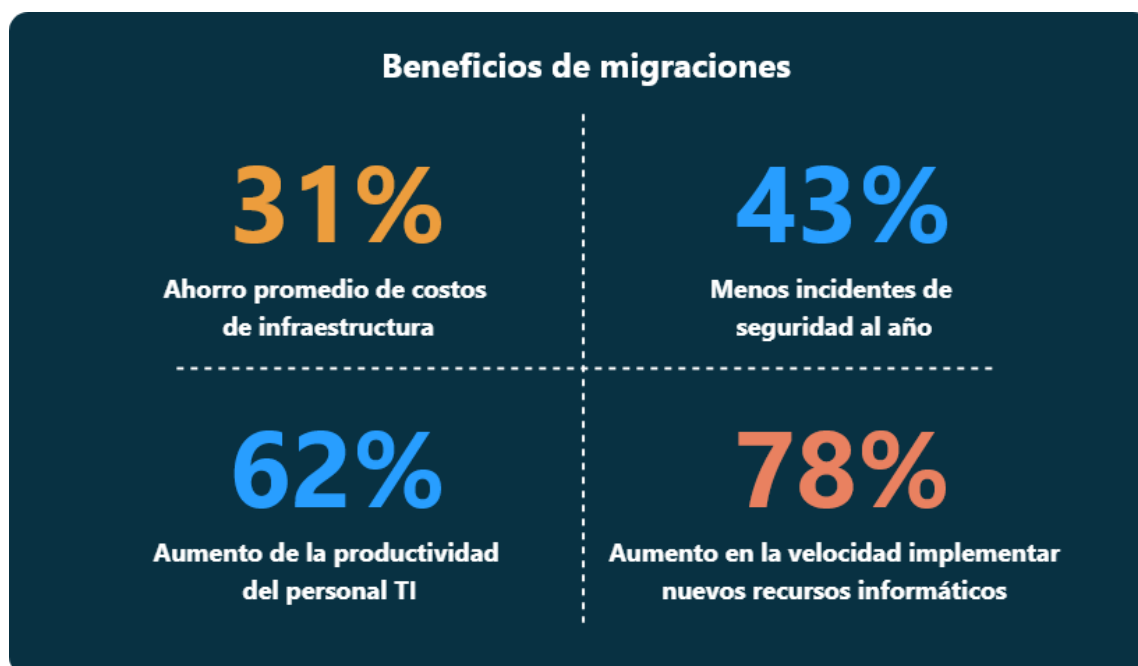 Beneficios de migraciones
31%
Ahorro promedio de costos
de infraestructura
43%
Menos incidentes de
seguridad al año
62%
Aumento de la productividad
del personal TI
78%
Aumento en la velocidad implementar
nuevos recursos informáticos